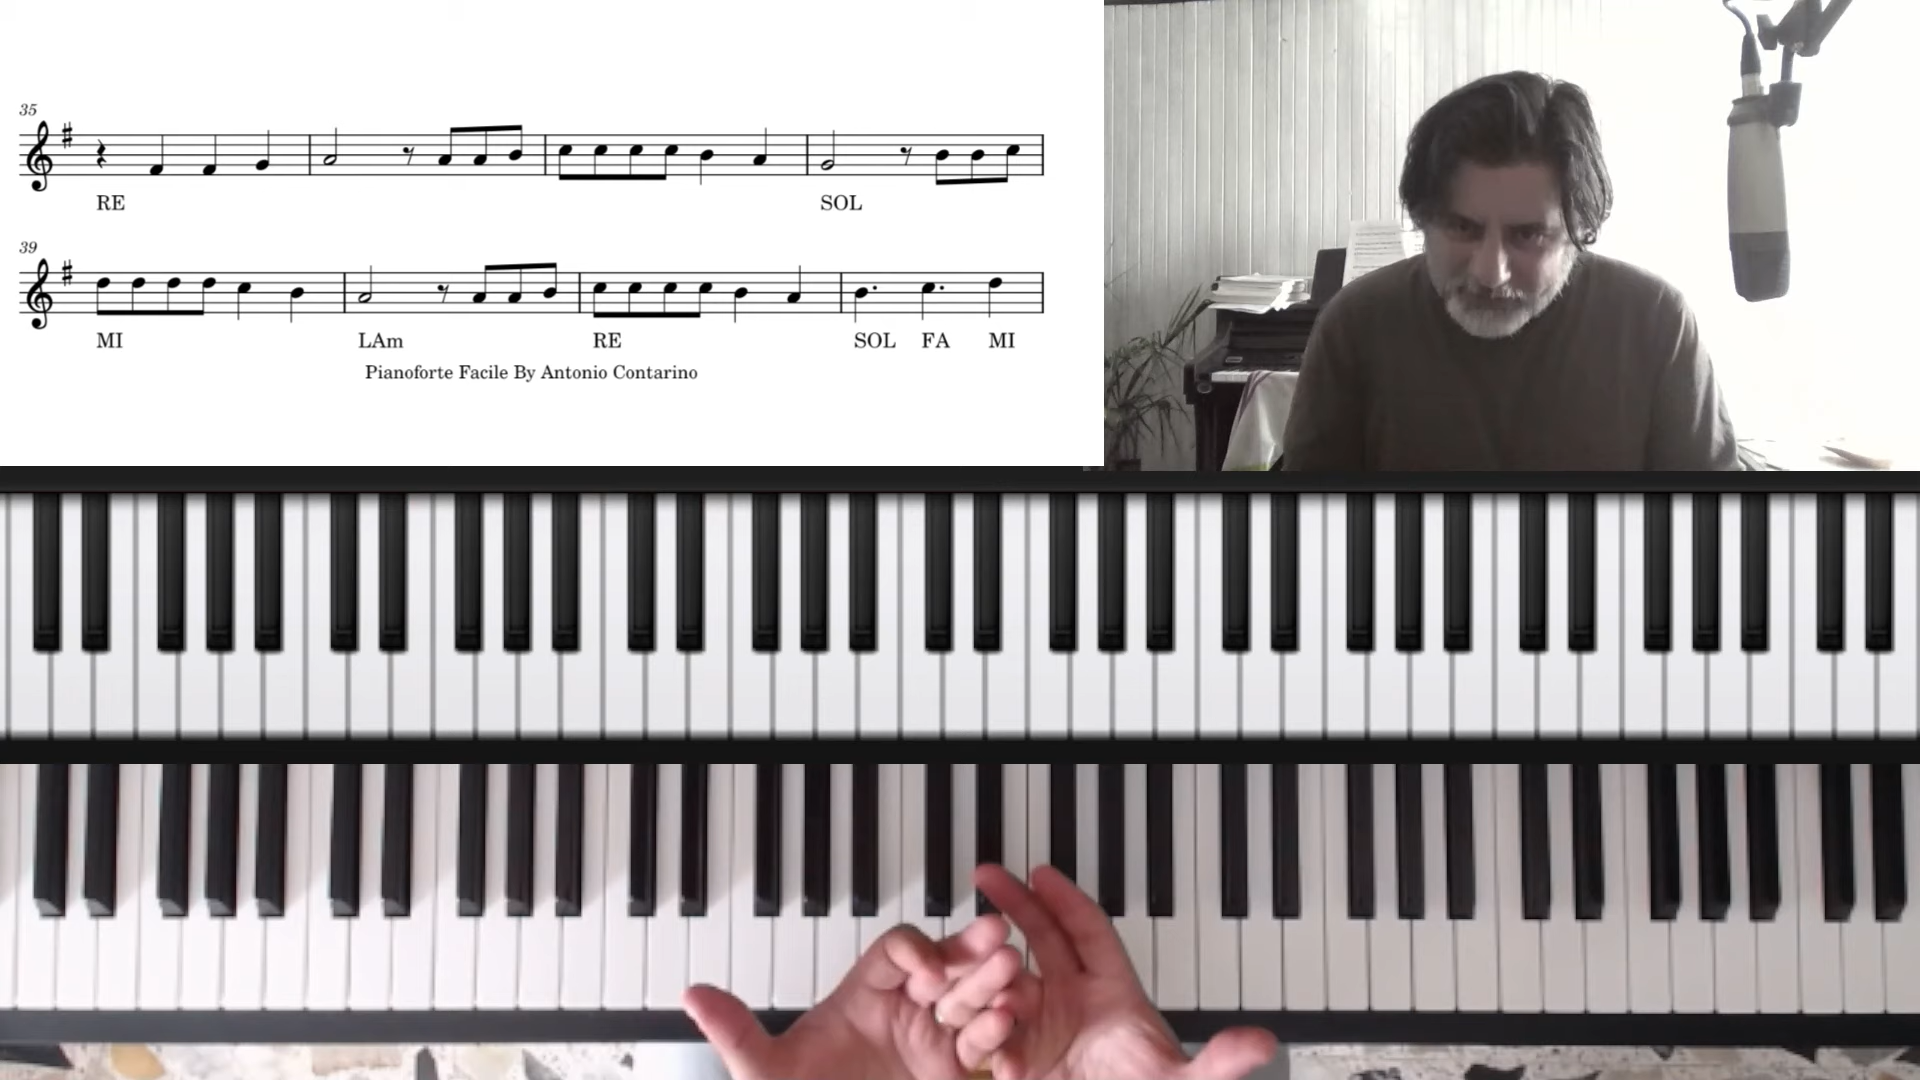 35
RE SOL
39
MI LAm RE SOL FA MI
Pianoforte Facile By Antonio Contarino